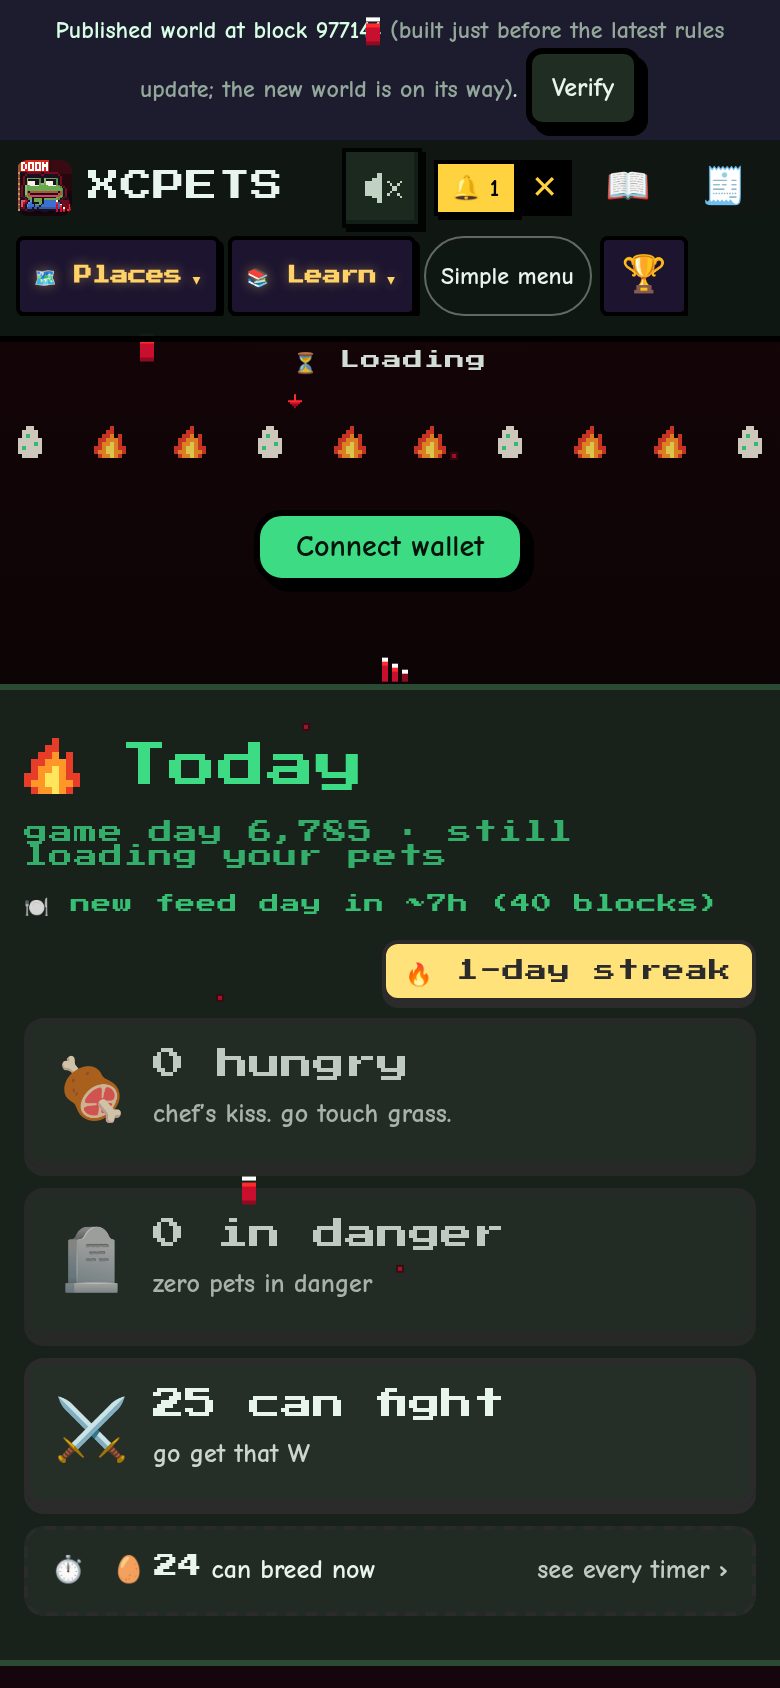 Published world at block 97714 (built just before the latest rules
update; the new world is on its way). Verify
DOOM XCPETS 1
Places Learn Simple menu
Loading
Connect wallet
Today
game day 6,785 · still
loading your pets
new feed day in ~7h (40 blocks)
1-day streak
0 hungry
chef's kiss. go touch grass.
0 in danger
zero pets in danger
25 can fight
go get that W
24 can breed now see every timer ›